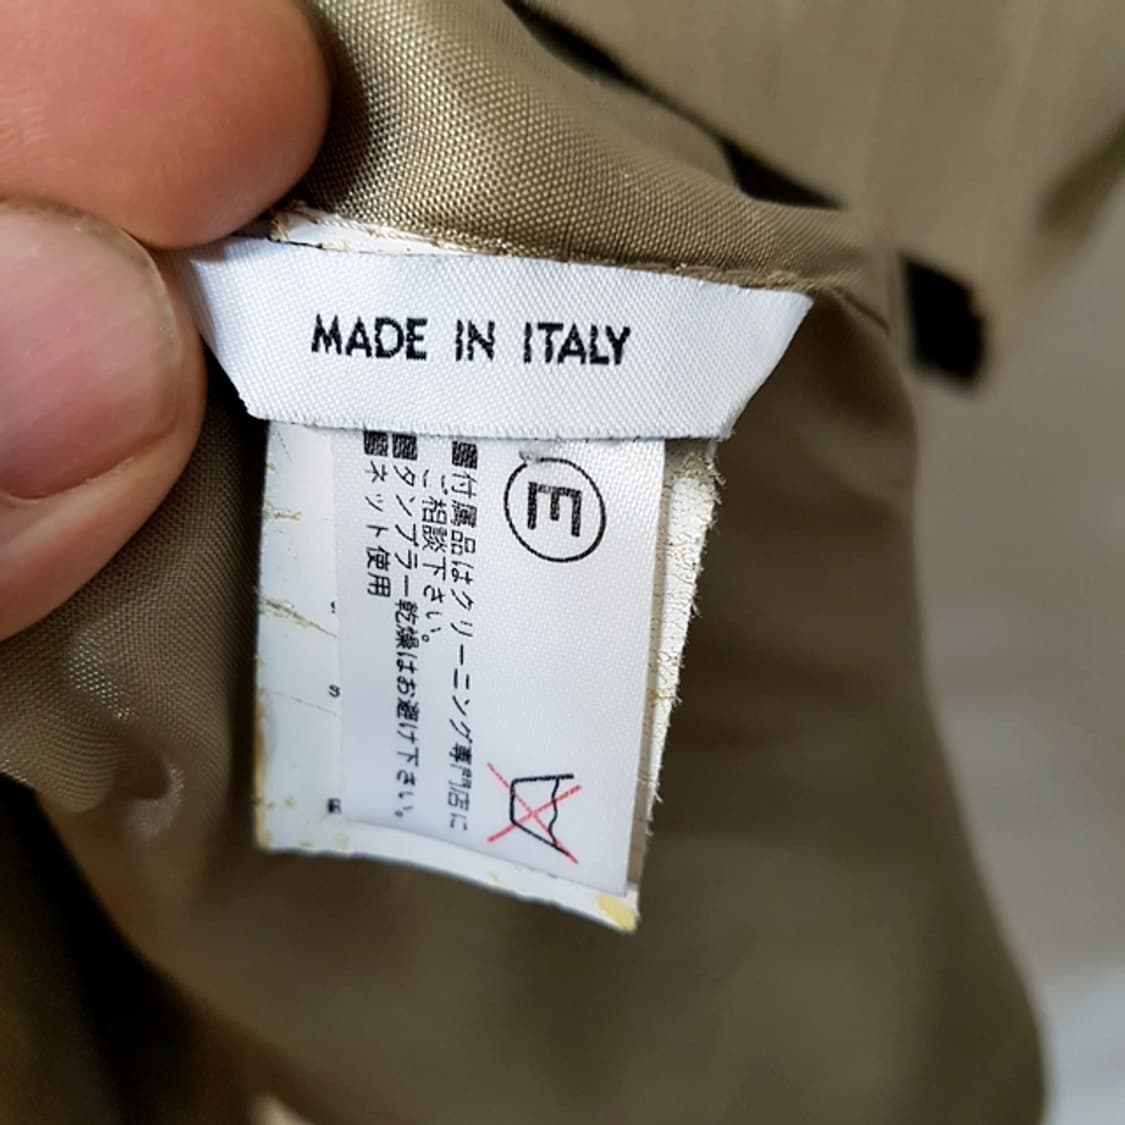 MADE IN ITALY
E
■付属品はクリーニング専門店に
ご相談下さい。
■タンブラー乾燥はお避け下さい。
■ネット使用